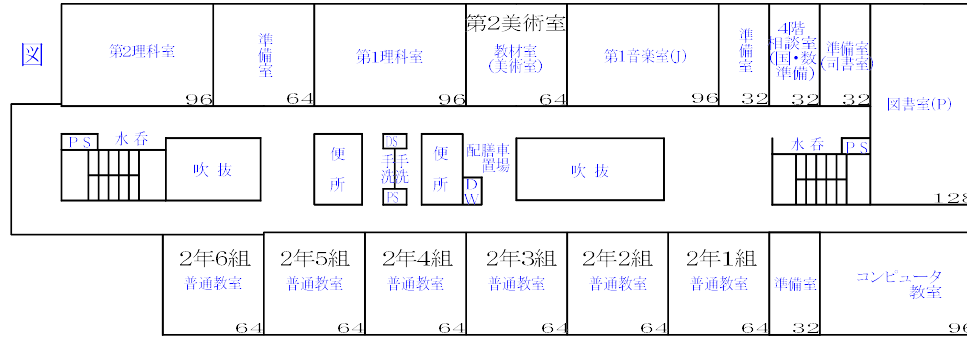 図
第2理科室
96
準
備
室
64
第1理科室
96
第2美術室
教材室
(美術室)
64
第1音楽室(J)
96
準
備
室
32
4階
相談室
(国・数
準備)
32
準備室
(司書室)
32
図書室(P)
128
PS
水呑
吹抜
便
所
DS
手洗
手洗
PS
便
所
配膳車
置場
DW
吹抜
水呑
PS
2年6組
普通教室
64
2年5組
普通教室
64
2年4組
普通教室
64
2年3組
普通教室
64
2年2組
普通教室
64
2年1組
普通教室
64
準備室
32
コンピュータ
教室
96